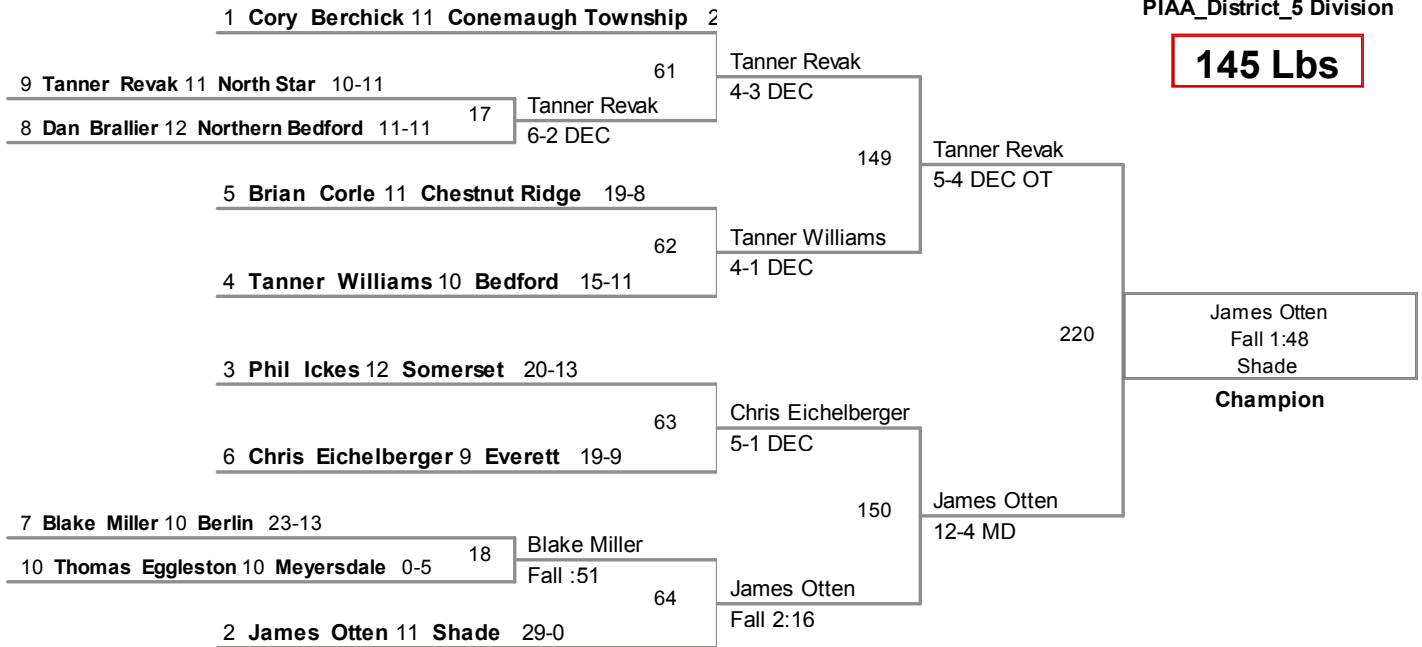 PIAA_District_5 Division
145 Lbs
1 Cory Berchick 11 Conemaugh Township
61
Tanner Revak
4-3 DEC
9 Tanner Revak 11 North Star 10-11
17
Tanner Revak
6-2 DEC
8 Dan Brallier 12 Northern Bedford 11-11
149
Tanner Revak
5-4 DEC OT
5 Brian Corle 11 Chestnut Ridge 19-8
62
Tanner Williams
4-1 DEC
4 Tanner Williams 10 Bedford 15-11
220
James Otten
Fall 1:48
Shade
Champion
3 Phil Ickes 12 Somerset 20-13
63
Chris Eichelberger
5-1 DEC
6 Chris Eichelberger 9 Everett 19-9
150
James Otten
12-4 MD
7 Blake Miller 10 Berlin 23-13
18
Blake Miller
Fall :51
10 Thomas Eggleston 10 Meyersdale 0-5
64
James Otten
Fall 2:16
2 James Otten 11 Shade 29-0